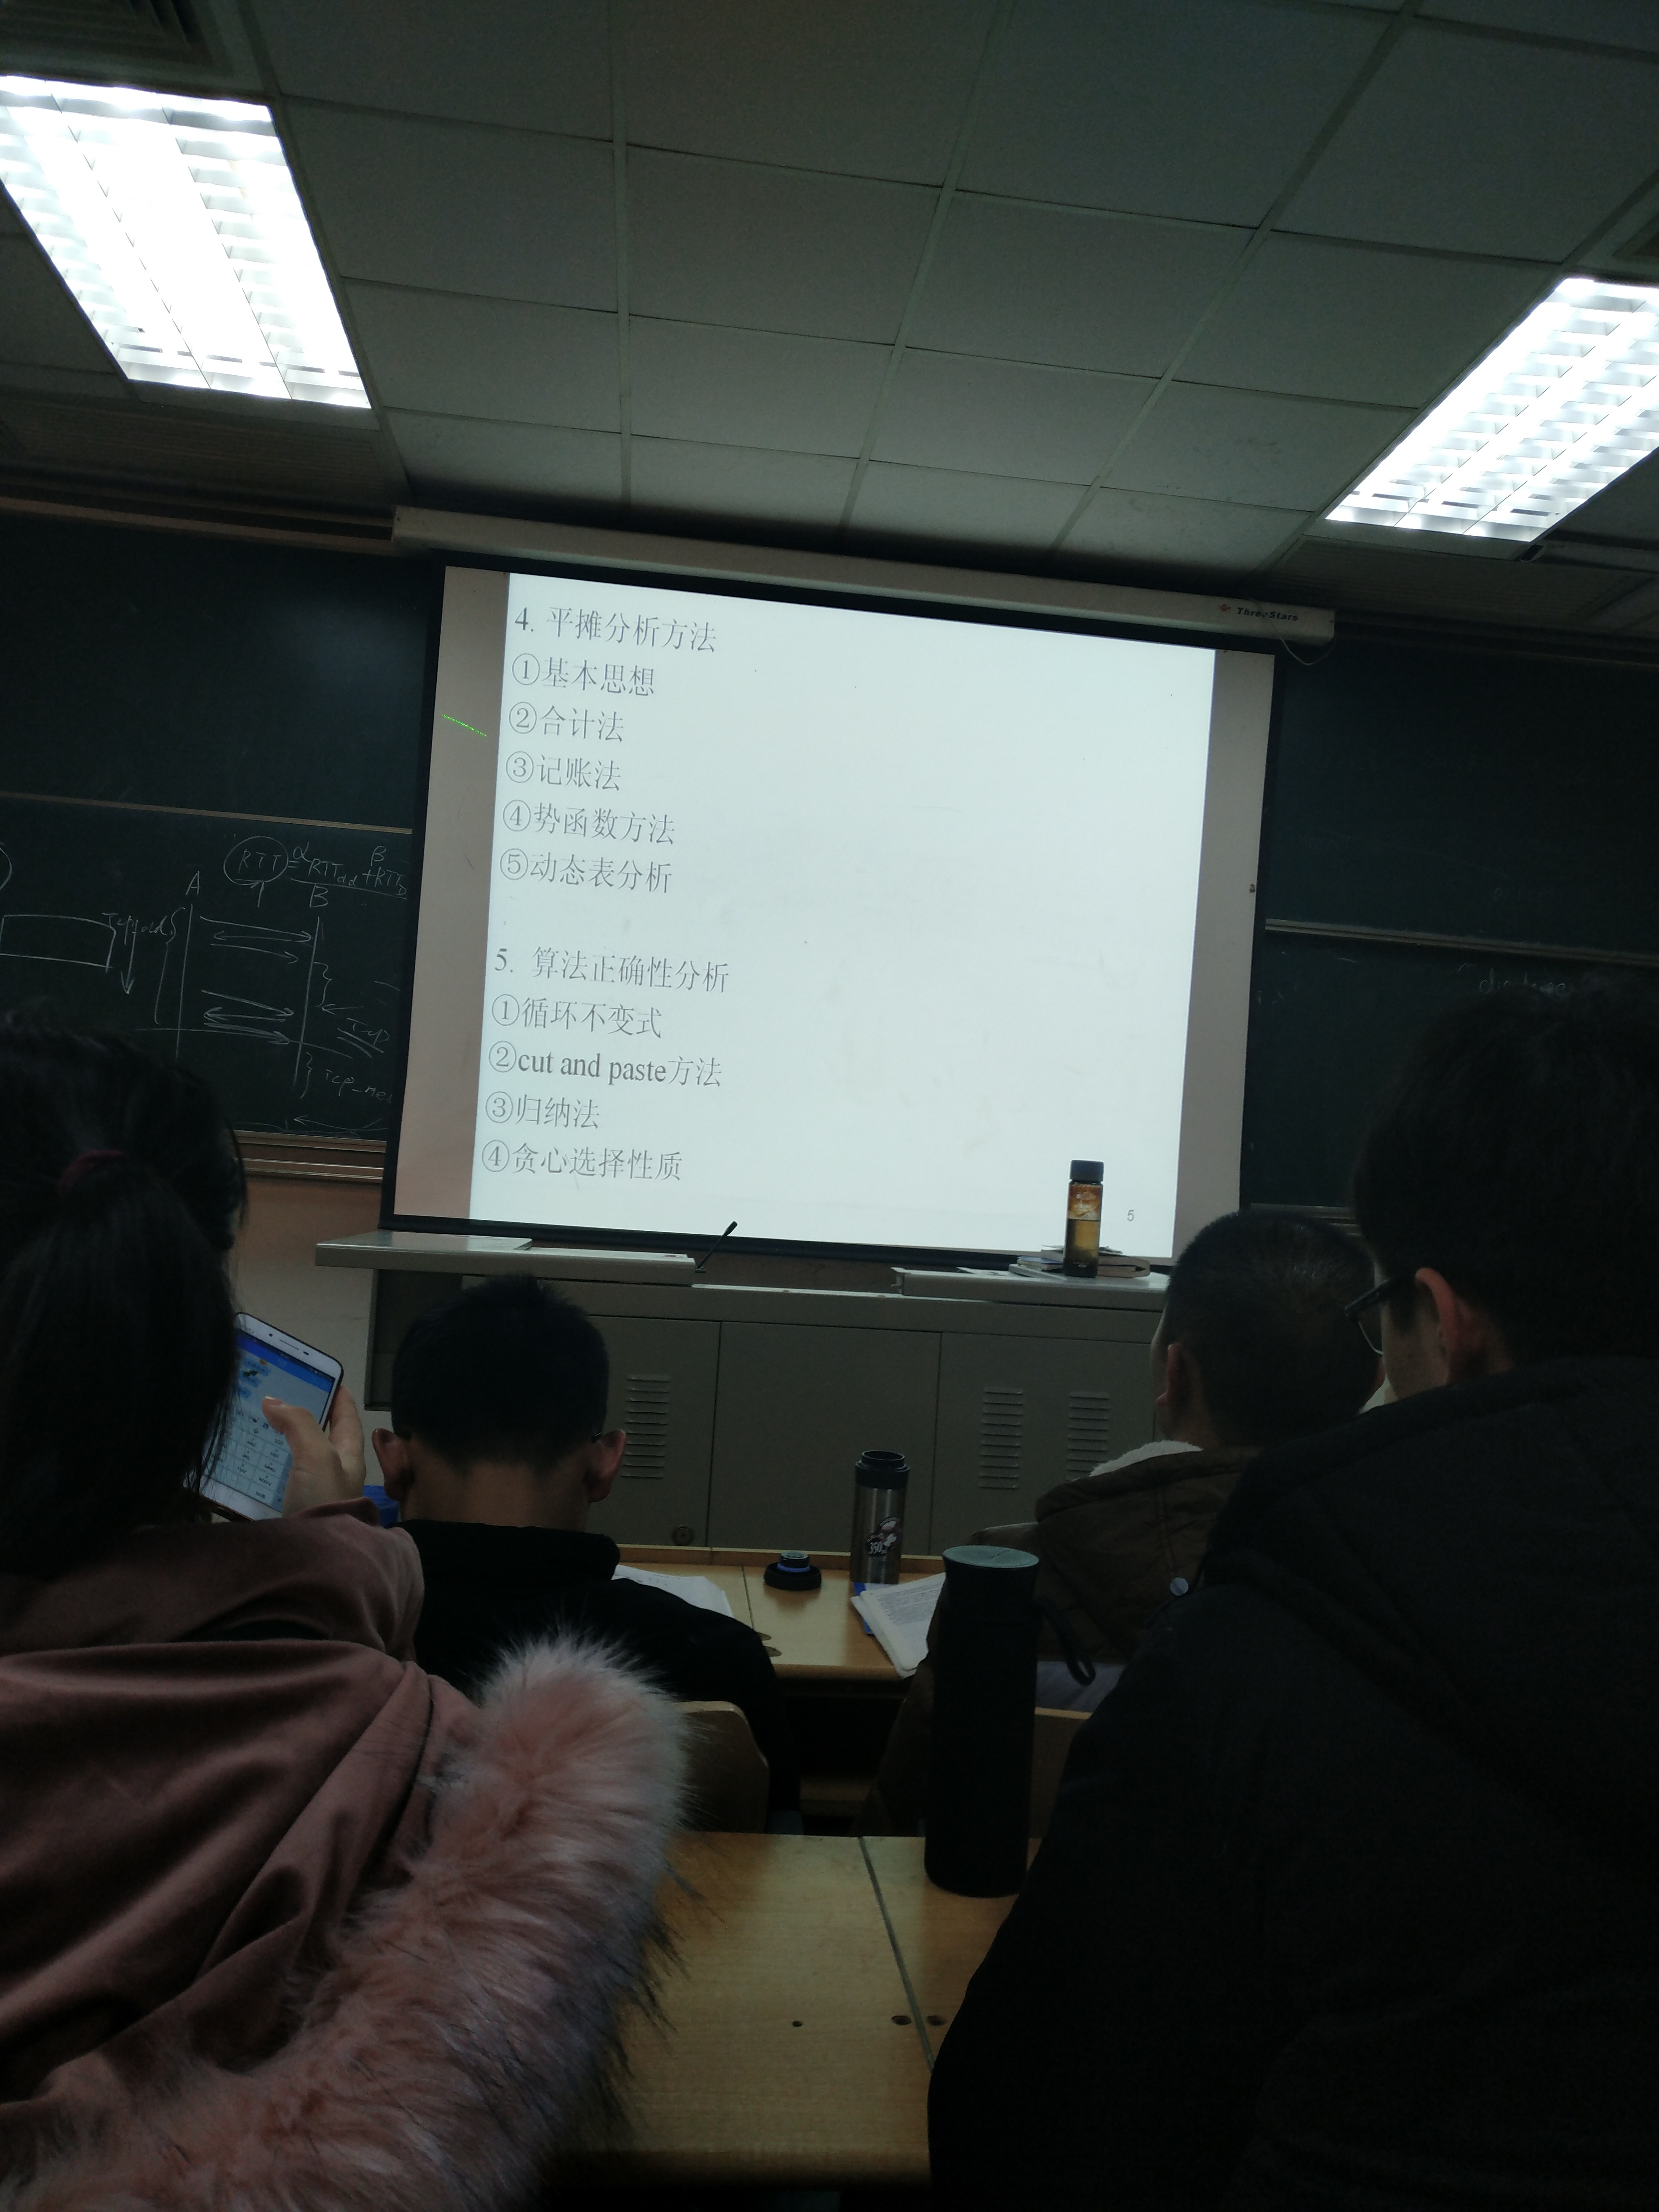 ThreeStars
4. 平摊分析方法
①基本思想
②合计法
③记账法
④势函数方法
⑤动态表分析
5. 算法正确性分析
①循环不变式
②cut and paste方法
③归纳法
④贪心选择性质
5
RTT
A
B
350